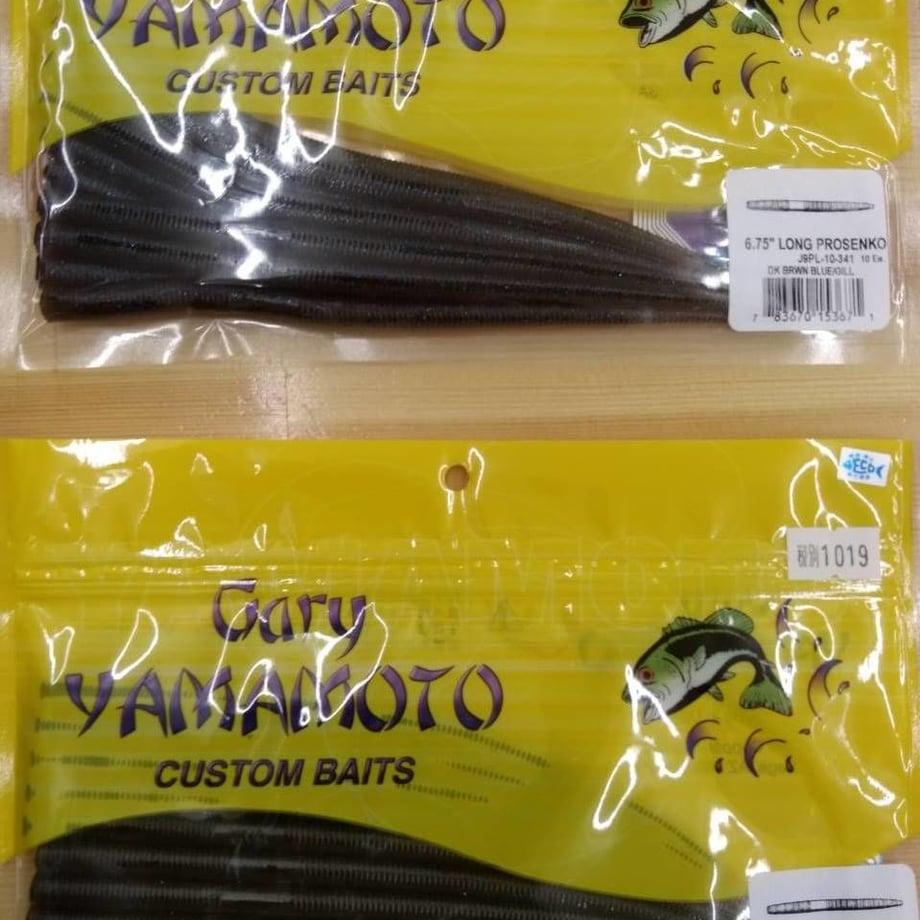 YAMAMOTO
CUSTOM BAITS
6.75" LONG PROSENKO
J9PL-10-341 10 Ea.
DK BRWN BLUE/GILL
7 83670 15367 1
ECO
税別1019
Gary
YAMAMOTO
CUSTOM BAITS